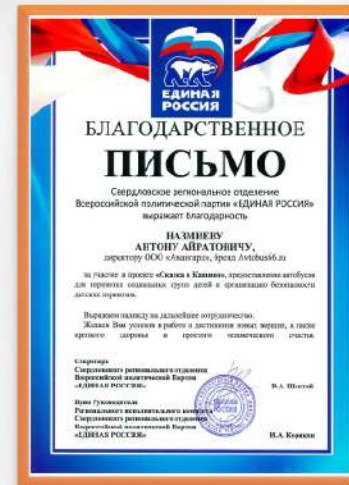 ЕДИНАЯ
РОССИЯ
БЛАГОДАРСТВЕННОЕ
ПИСЬМО
Свердловское региональное отделение
Всероссийской политической партии «ЕДИНАЯ РОССИЯ»
выражает благодарность
НАЗМИЕВУ
АНТОНУ АЙРАТОВИЧУ,
директору ООО «Авангард», бренд Avtobus66.ru
за участие в проекте «Сказка к Каждому», предоставление автобусов
для перевозки социальных групп детей и организацию безопасности
детских перевозок.
Выражаем надежду на дальнейшее сотрудничество.
Желаем Вам успехов в работе и достижения новых вершин, а также
крепкого здоровья и простого человеческого счастья.
Секретарь
Свердловского регионального отделения
Всероссийской политической Партии
«ЕДИНАЯ РОССИЯ»
В.А. Шептий
Врио Руководителя
Регионального исполнительного комитета
Свердловского регионального отделения
Всероссийской политической Партии
«ЕДИНАЯ РОССИЯ»
И.А. Корякин